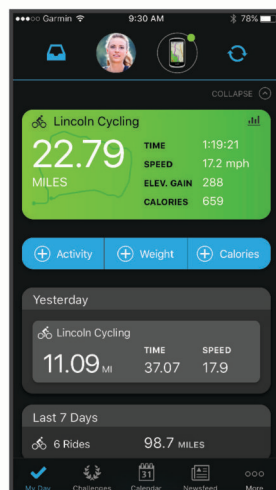 Garmin 9:30 AM 78%
COLLAPSE
Lincoln Cycling
22.79
MILES
TIME 1:19:21
SPEED 17.2 mph
ELEV. GAIN 288
CALORIES 659
Activity Weight Calories
Yesterday
Lincoln Cycling
11.09 MI
TIME SPEED
37.07 17.9
Last 7 Days
6 Rides 98.7 MILES
31
My Day Challenges Calendar Newsfeed More